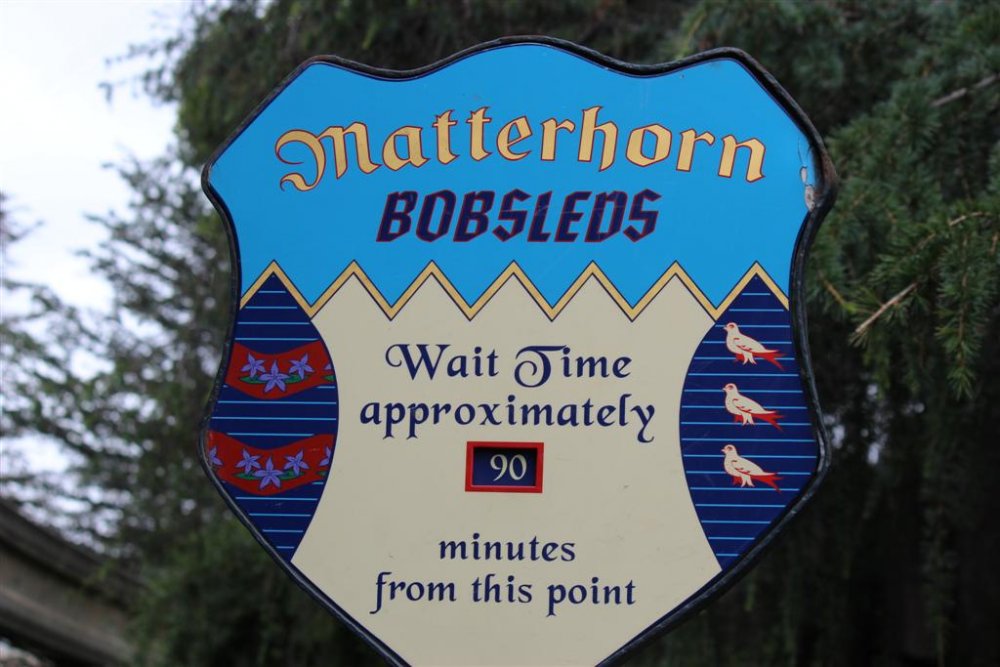 Matterhorn
BOBSLEDS
Wait Time
approximately
90
minutes
from this point